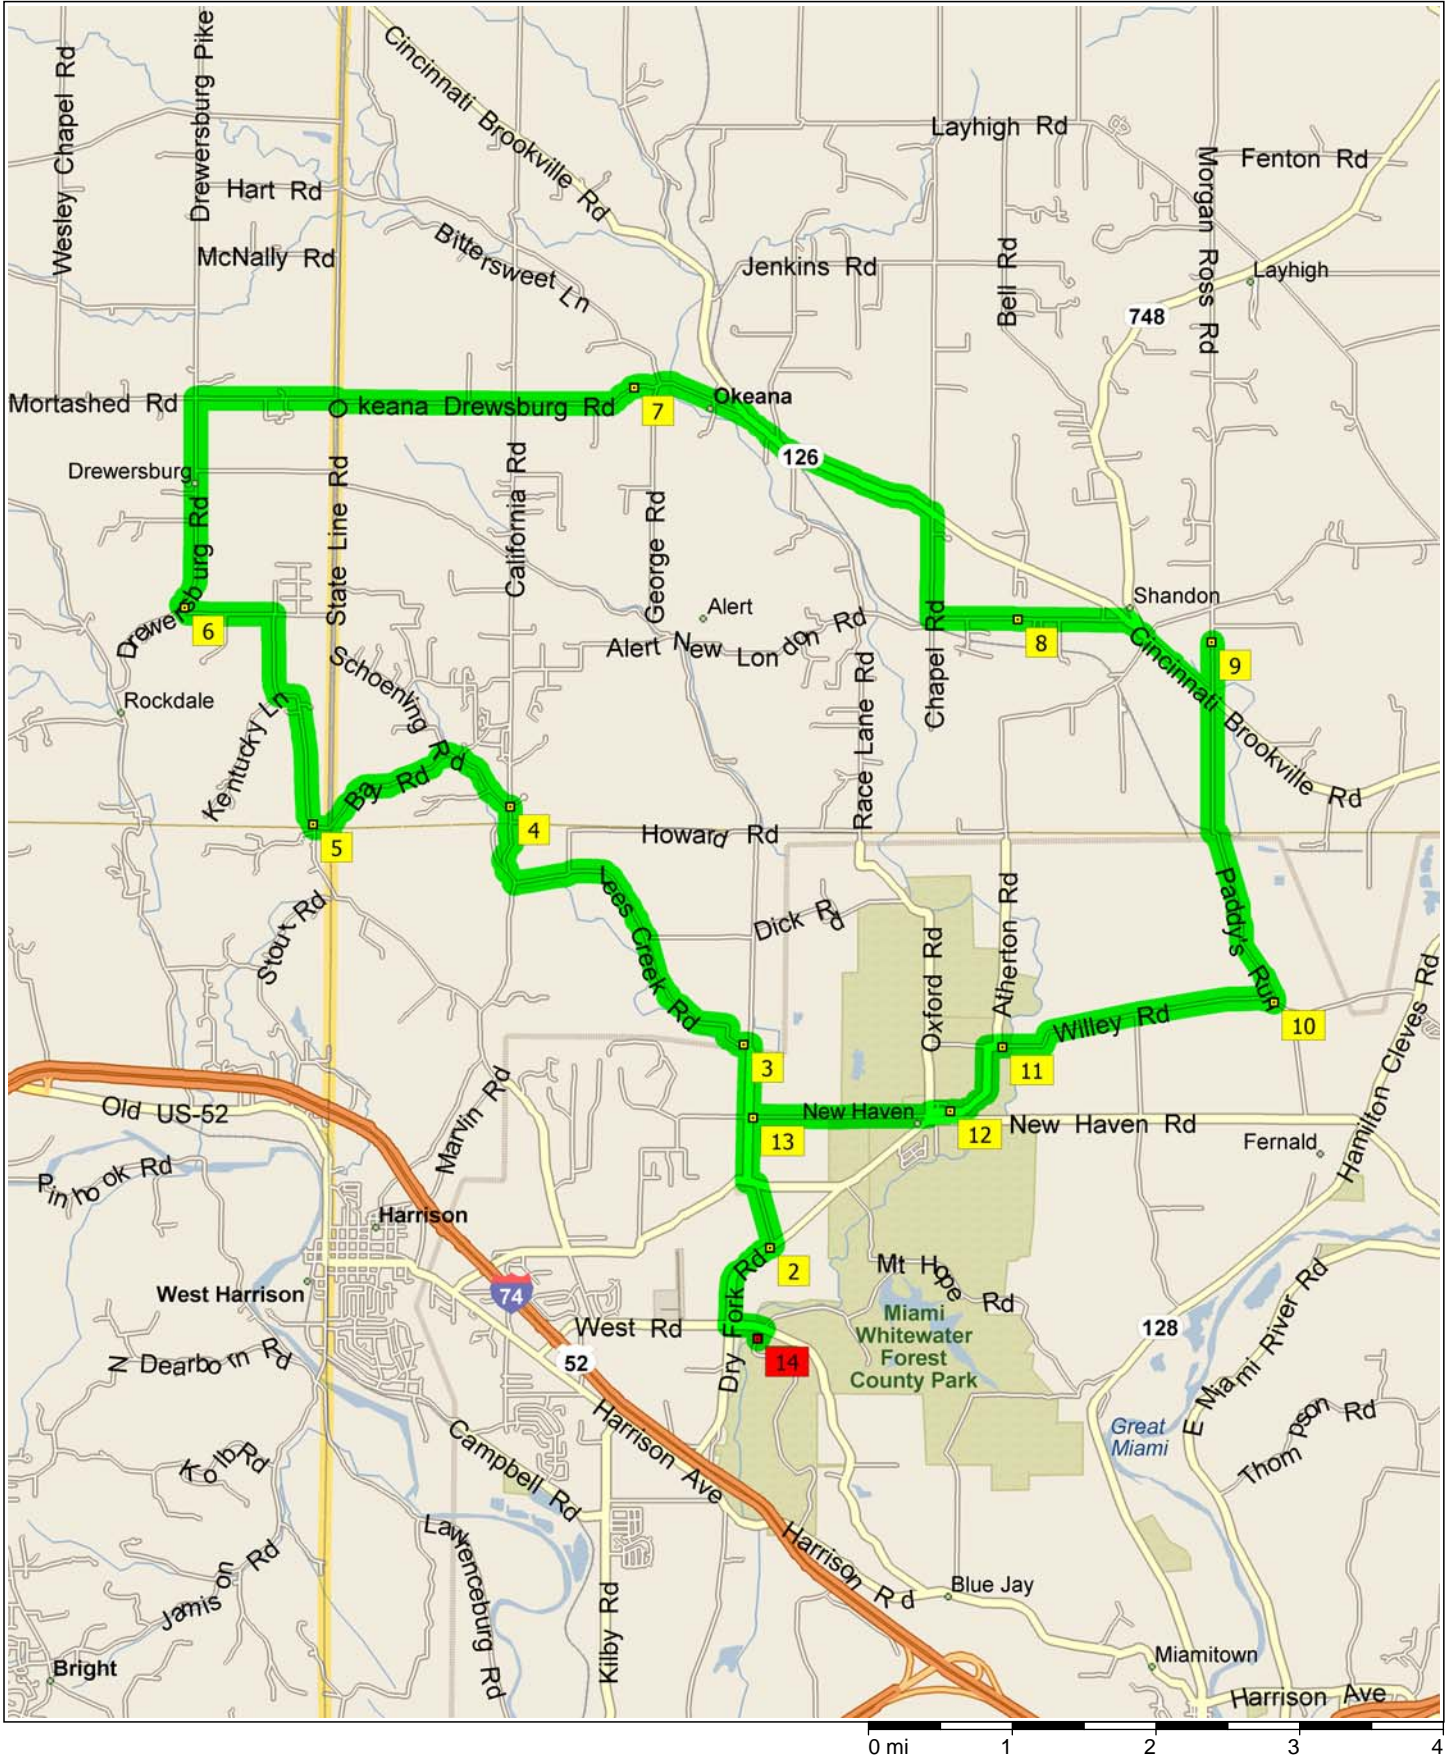 Wesley Chapel Rd
Drewersburg Pike
Cincinnati Brookville Rd
Layhigh Rd
Morgan Ross Rd
Fenton Rd
Hart Rd
McNally Rd
Bittersweet Ln
Jenkins Rd
Bell Rd
Layhigh
748
Mortashed Rd
Okeana Drewsburg Rd
7
Okeana
126
Drewersburg
State Line Rd
California Rd
George Rd
Drewersburg Rd
6
Alert
Alert New London Rd
Shandon
Chapel Rd
8
9
Schoenling Rd
Rockdale
Kentucky Ln
Race Lane Rd
Cincinnati Brookville Rd
Bay Rd
4
5
Howard Rd
Lees Creek Rd
Dick Rd
Stout Rd
Oxford Rd
Atherton Rd
Paddy's Run
Willey Rd
10
Hamilton Cleves Rd
3
11
Old US-52
Marvin Rd
New Haven
13
12
New Haven Rd
Fernald
Pinhook Rd
Harrison
2
Mt Hope Rd
West Harrison
74
Dry Fork Rd
West Rd
Miami
Whitewater
Forest
County Park
128
E Miami River Rd
N Dearborn Rd
52
14
Great
Miami
Thompson Rd
Kolb Rd
Campbell Rd
Harrison Ave
Lawrenceburg Rd
Harrison Rd
Jamison Rd
Kilby Rd
Blue Jay
Bright
Miamitown
Harrison Ave
0 mi 1 2 3 4